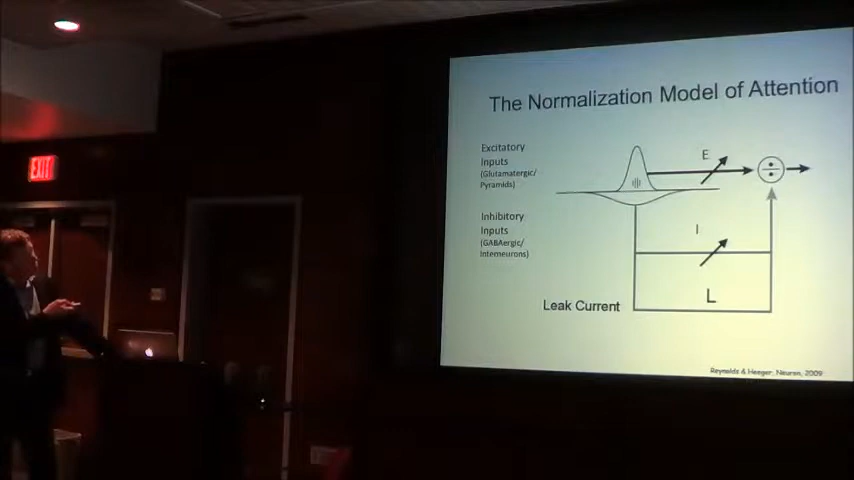 The Normalization Model of Attention
Excitatory
Inputs
(Glutamatergic/
Pyramids)
E
÷
Inhibitory
Inputs
(GABAergic/
Interneurons)
I
L
Leak Current
Reynolds & Heeger, Neuron, 2009
EXIT